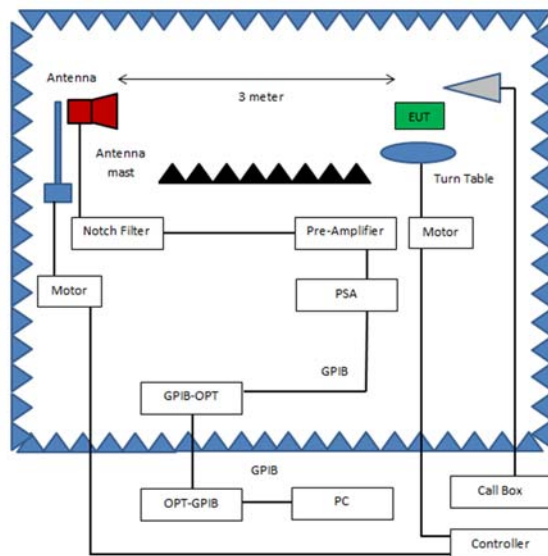 Antenna
3 meter
EUT
Antenna
mast
Turn Table
Notch Filter
Pre-Amplifier
Motor
Motor
PSA
GPIB
GPIB-OPT
GPIB
OPT-GPIB
PC
Call Box
Controller